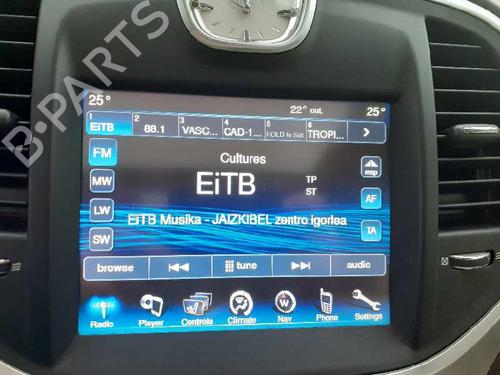 25°
22° out.
25°
1
EiTB
2
88.1
3
VASC...
4
CAD-1...
5
HOLD to Set
6
TROPI...
FM
MW
LW
SW
Cultures
EiTB
TP
ST
map
AF
TA
EiTB Musika - JAIZKIBEL zentro igorlea
browse
tune
audio
Radio
Player
Controls
Climate
W
Nav
Phone
Settings